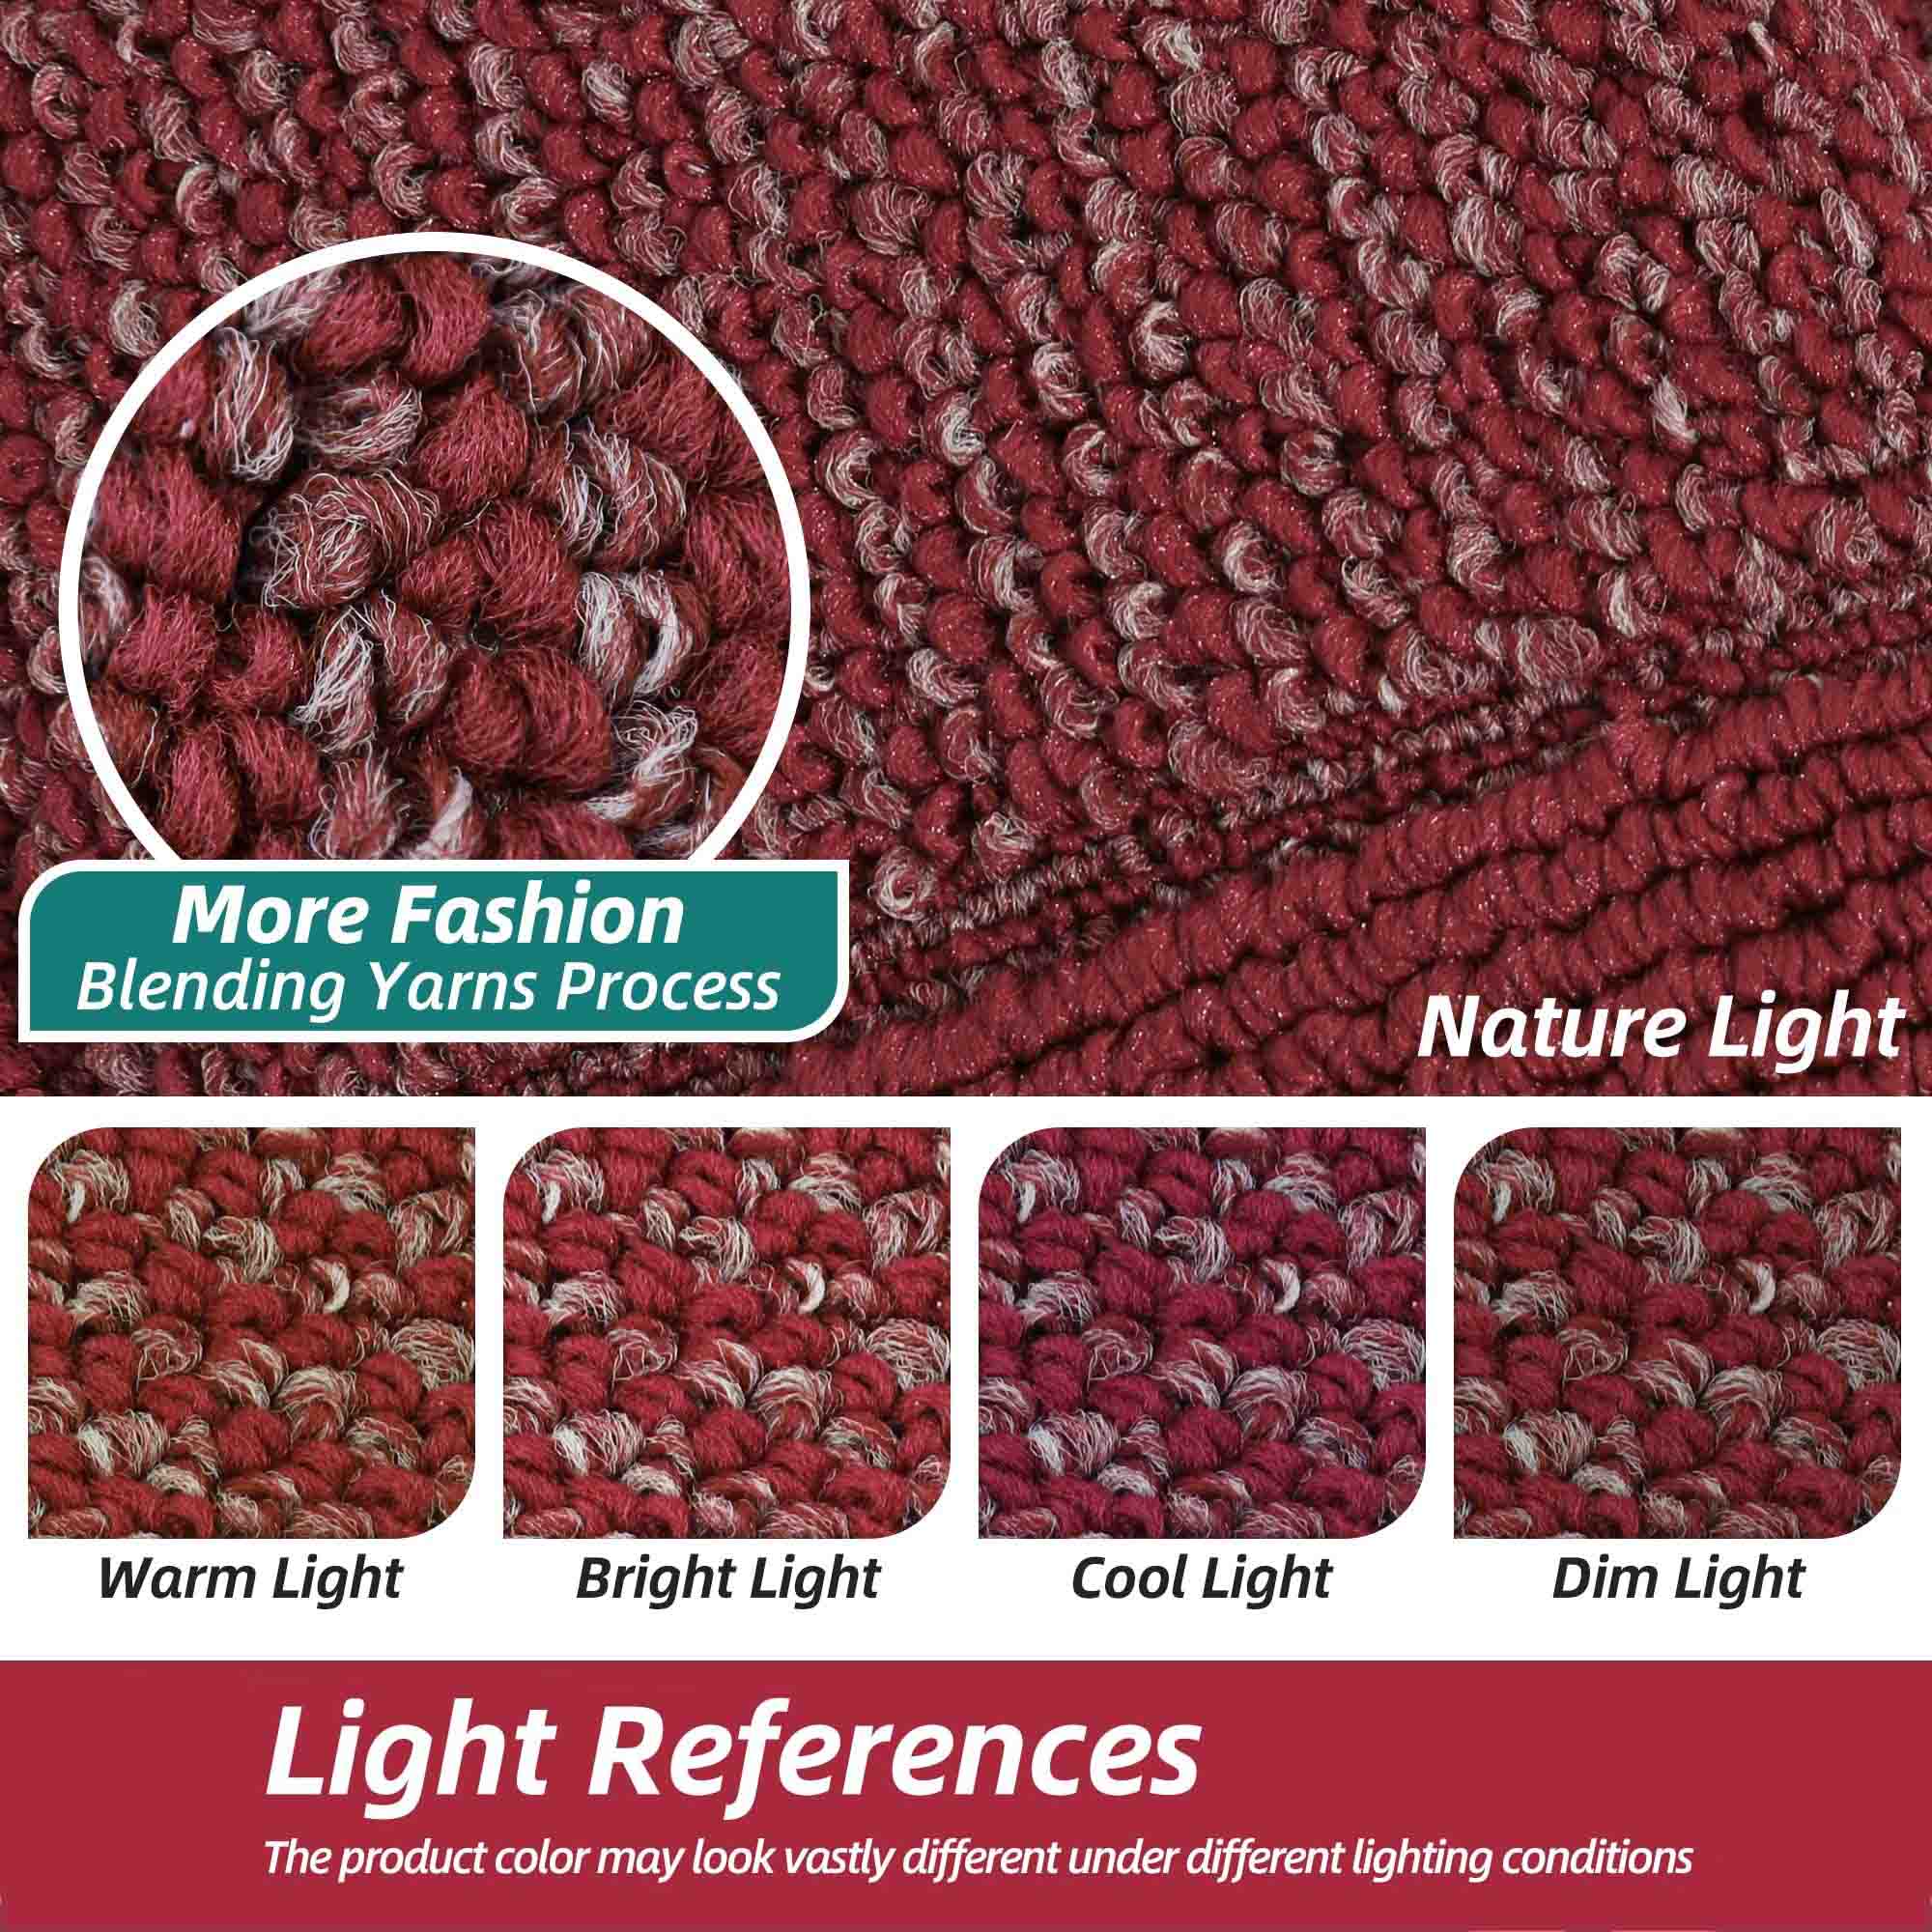 More Fashion
Blending Yarns Process
Nature Light
Warm Light
Bright Light
Cool Light
Dim Light
Light References
The product color may look vastly different under different lighting conditions